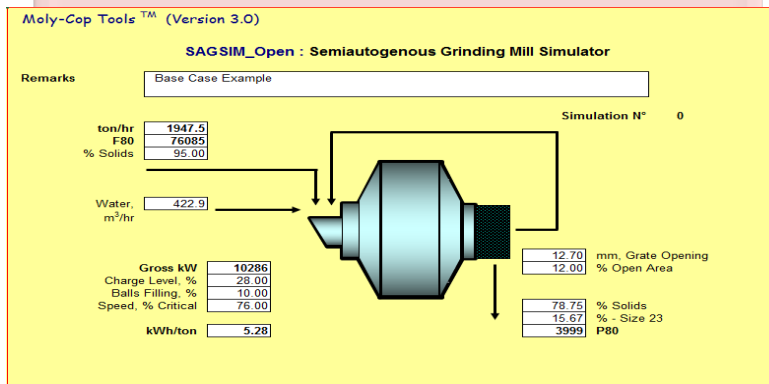 Moly-Cop Tools TM (Version 3.0)
SAGSIM_Open : Semiautogenous Grinding Mill Simulator
Remarks Base Case Example
Simulation N° 0
ton/hr 1947.5
F80 76085
% Solids 95.00
Water, 422.9
m3/hr
12.70 mm, Grate Opening
12.00 % Open Area
Gross kW 10286
Charge Level, % 28.00
Balls Filling, % 10.00
Speed, % Critical 76.00
kWh/ton 5.28
78.75 % Solids
15.67 % - Size 23
3999 P80